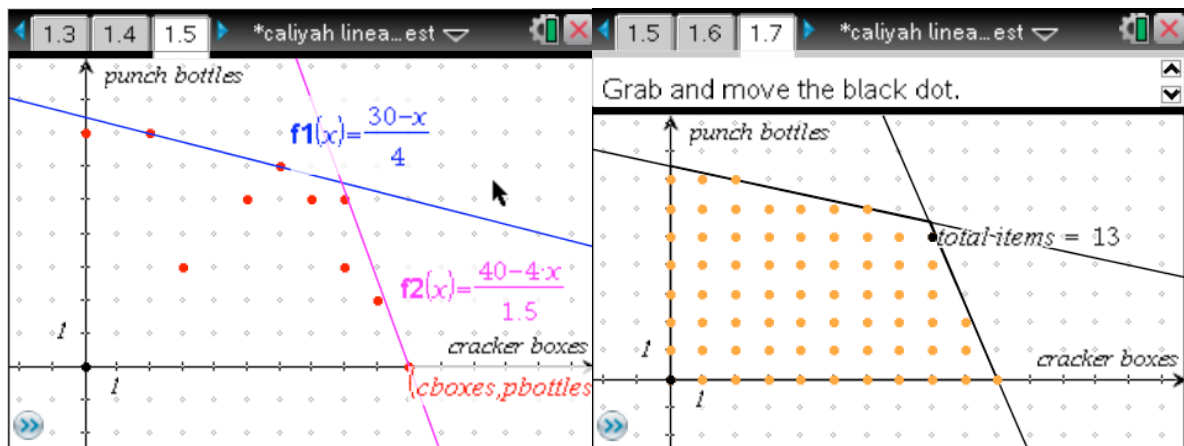 1.3 1.4 1.5 *caliyah linea...est
punch bottles
f1(x)=(30-x)/4
f2(x)=(40-4·x)/1.5
1
cracker boxes
1
(cboxes,pbottles
1.5 1.6 1.7 *caliyah linea...est
Grab and move the black dot.
punch bottles
total·items = 13
1
cracker boxes
1